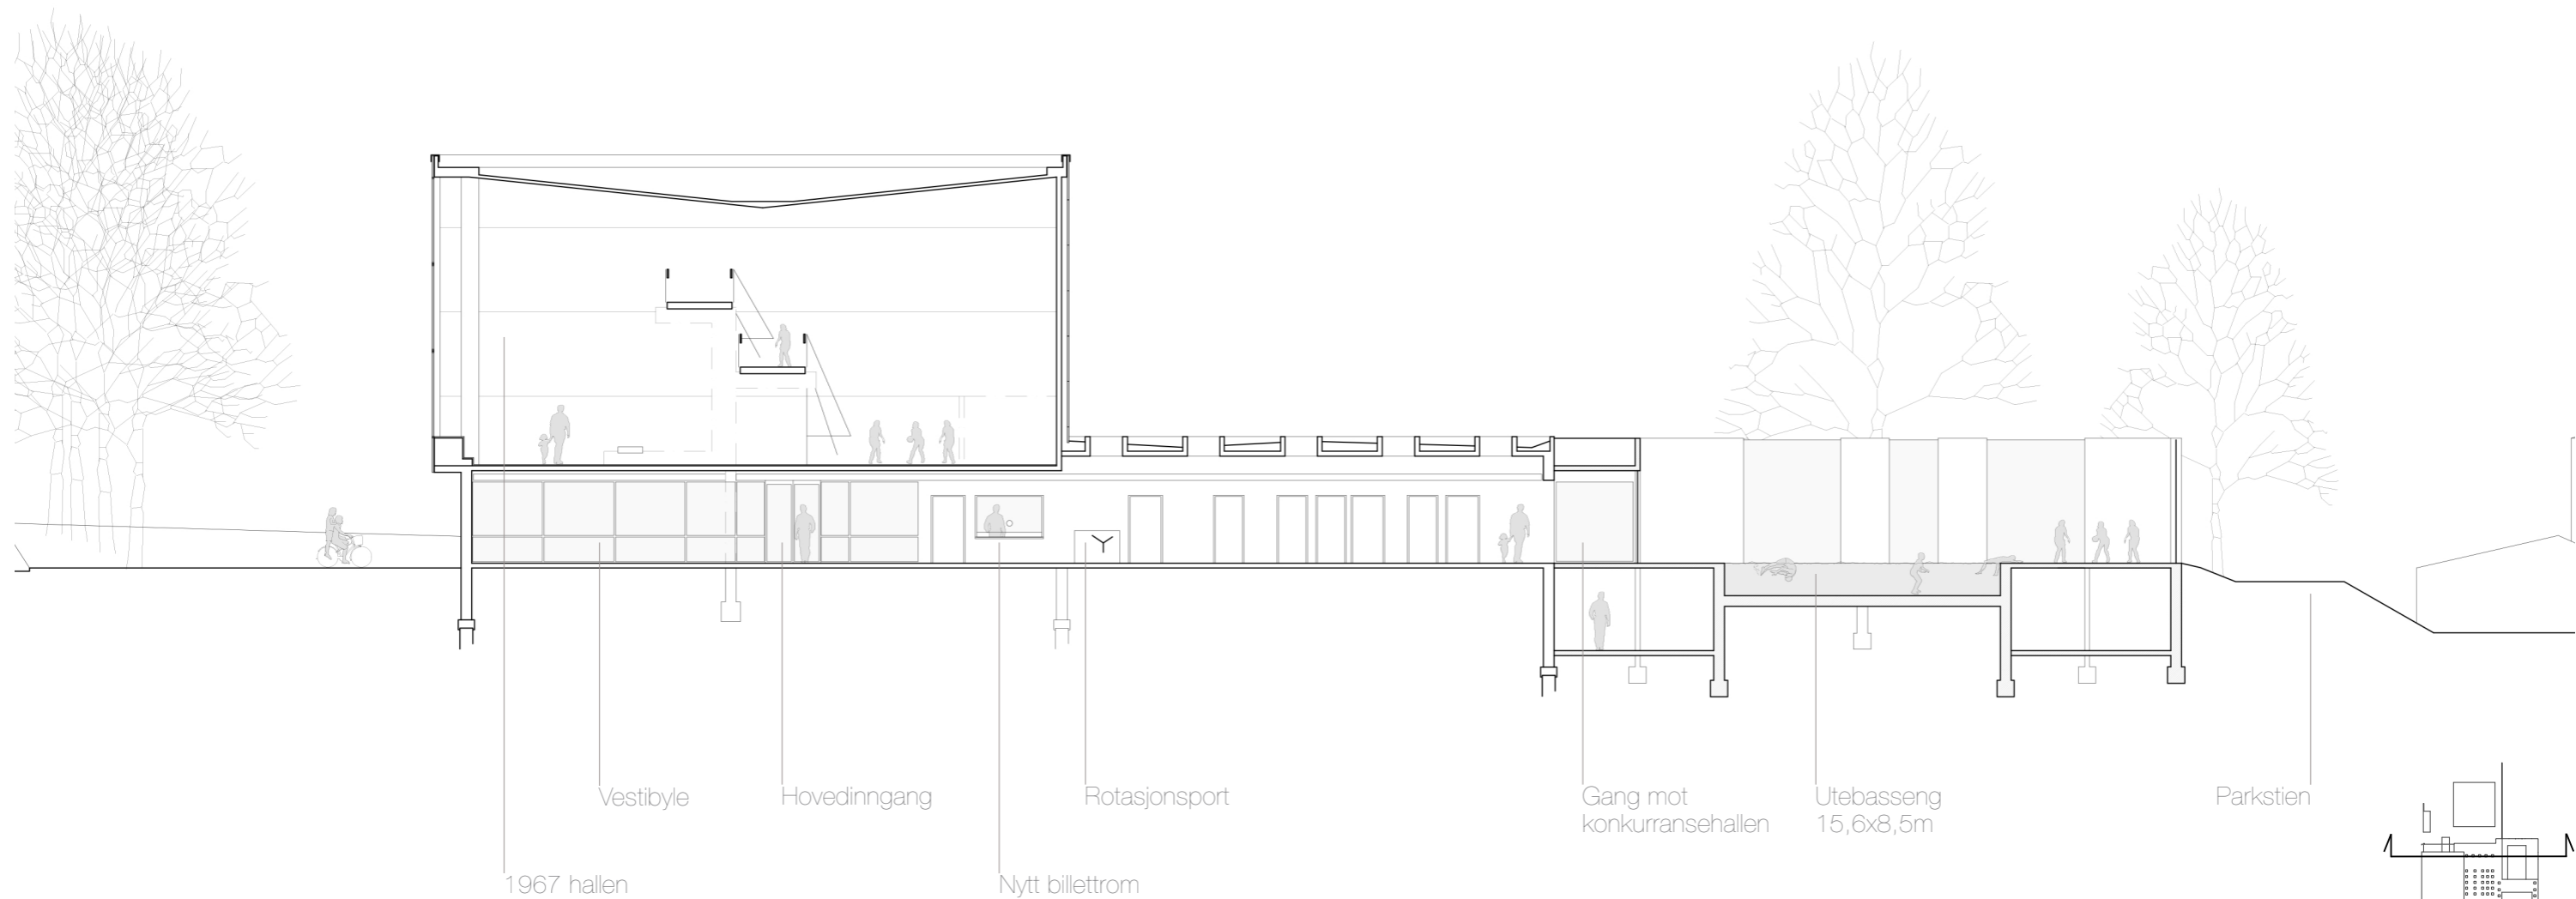 Vestibyle
Hovedinngang
Rotasjonsport
Gang mot
konkurransehallen
Utebasseng
15,6x8,5m
Parkstien
1967 hallen
Nytt billettrom